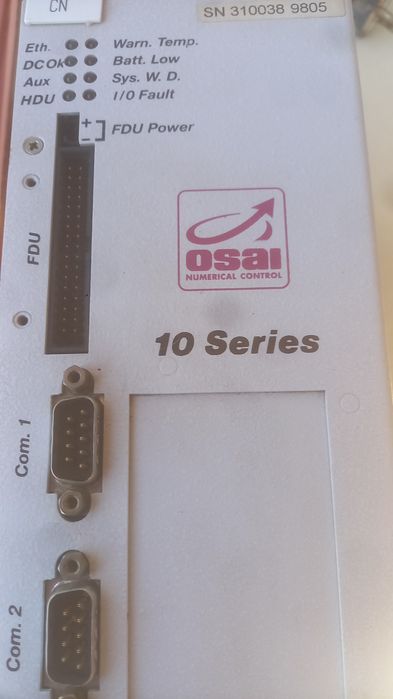 CN
SN 310038 9805
Eth. Warn. Temp.
DC Ok Batt. Low
Aux Sys. W. D.
HDU I/0 Fault
+
- FDU Power
FDU
osai
NUMERICAL CONTROL
10 Series
Com. 1
Com. 2